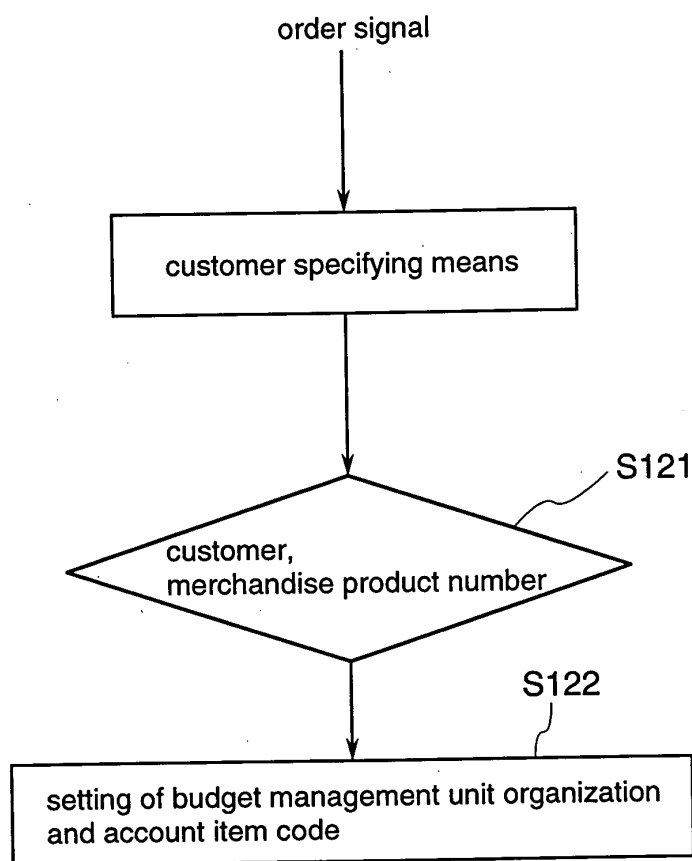 order signal
customer specifying means
S121
customer,
merchandise product number
S122
setting of budget management unit organization
and account item code